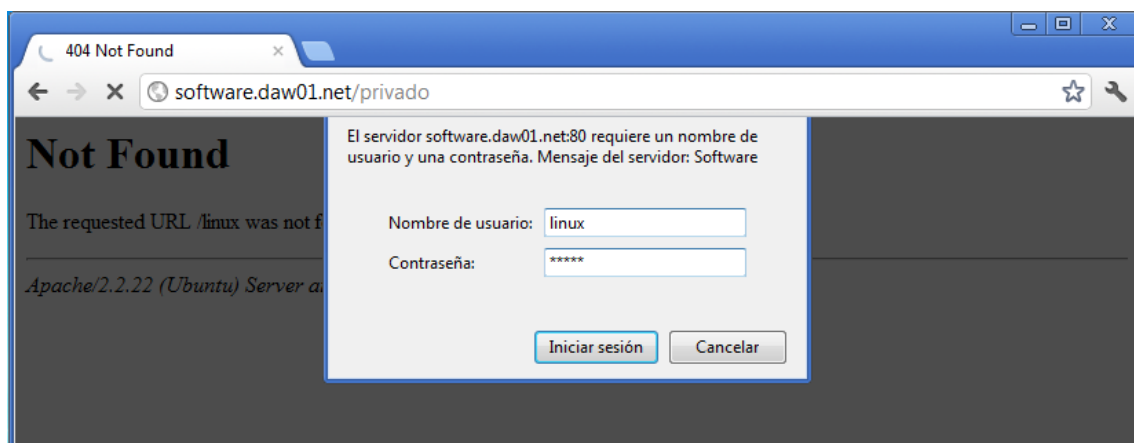 404 Not Found
software.daw01.net/privado
El servidor software.daw01.net:80 requiere un nombre de
usuario y una contraseña. Mensaje del servidor: Software
Nombre de usuario: linux
Contraseña: *****
Iniciar sesión Cancelar
Not Found
The requested URL /linux was not f
Apache/2.2.22 (Ubuntu) Server a